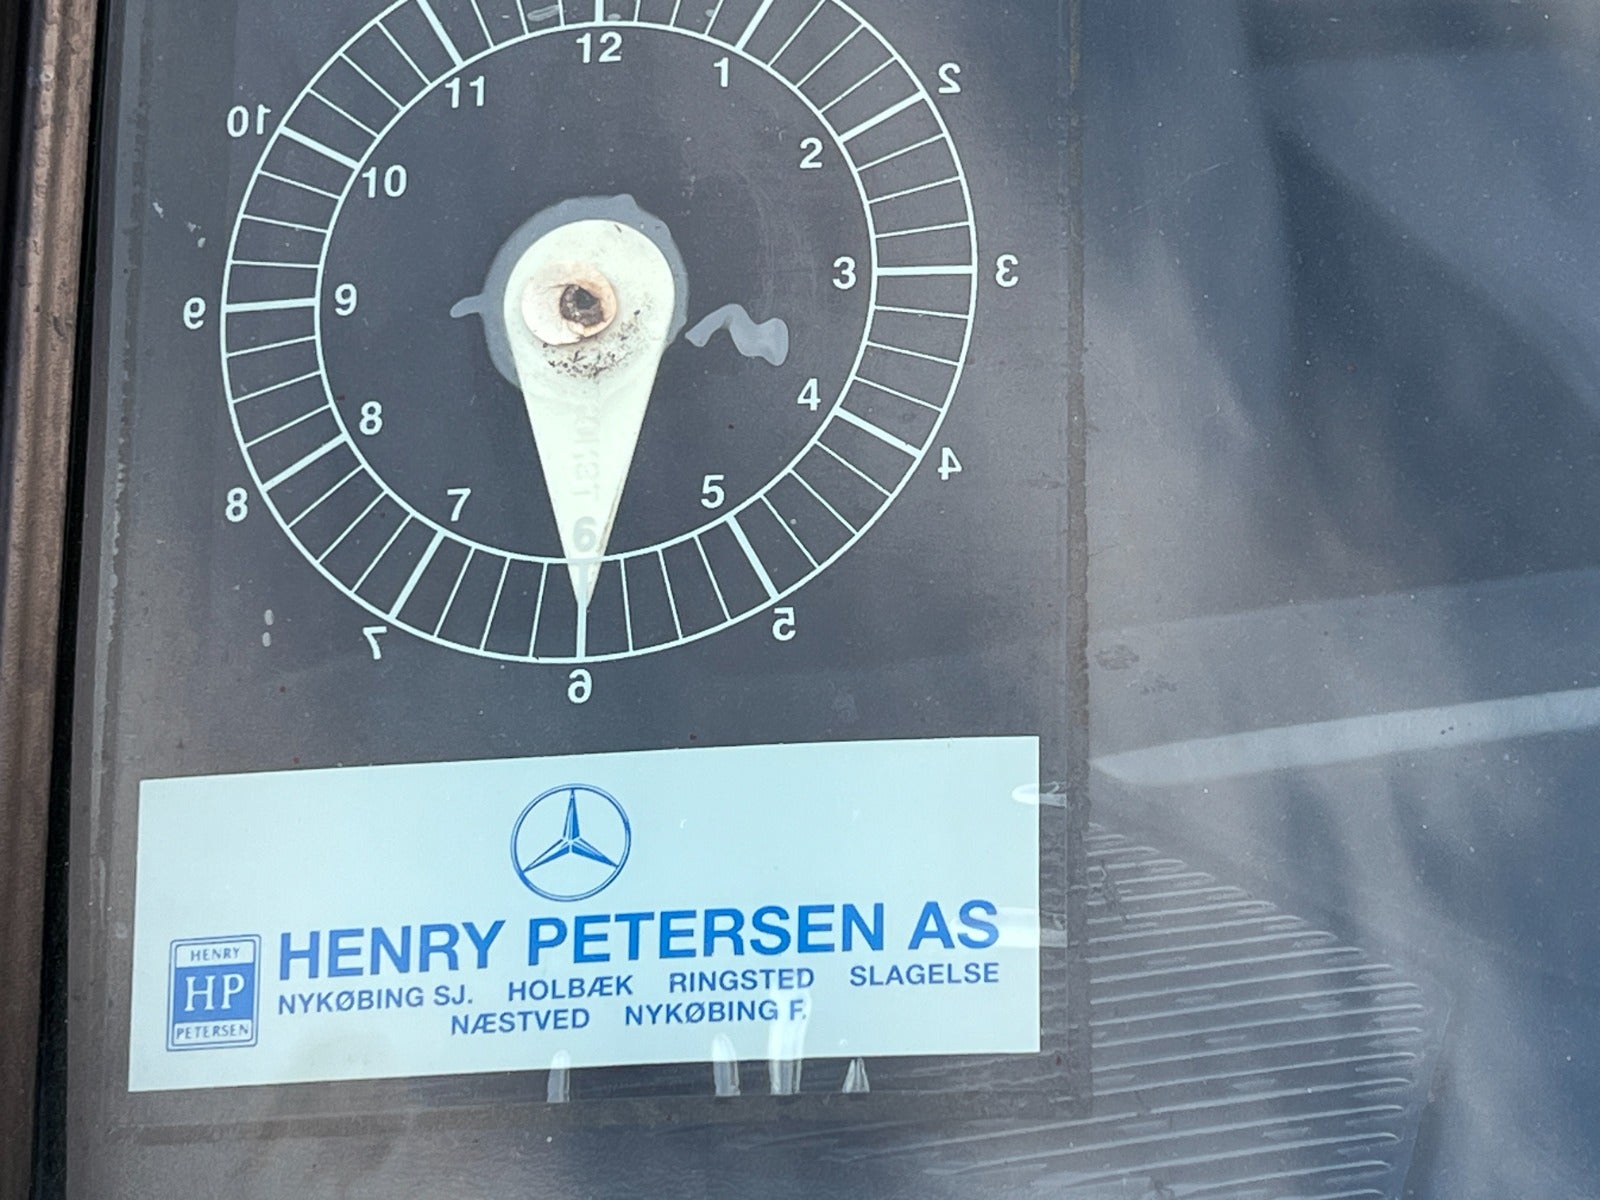 12
11 1
10 2
10 2
9 9 3 3
8 4
8 4
7 5
7 5
6
6
HENRY PETERSEN AS
NYKØBING SJ. HOLBÆK RINGSTED SLAGELSE
NÆSTVED NYKØBING F.
HENRY
HP
PETERSEN